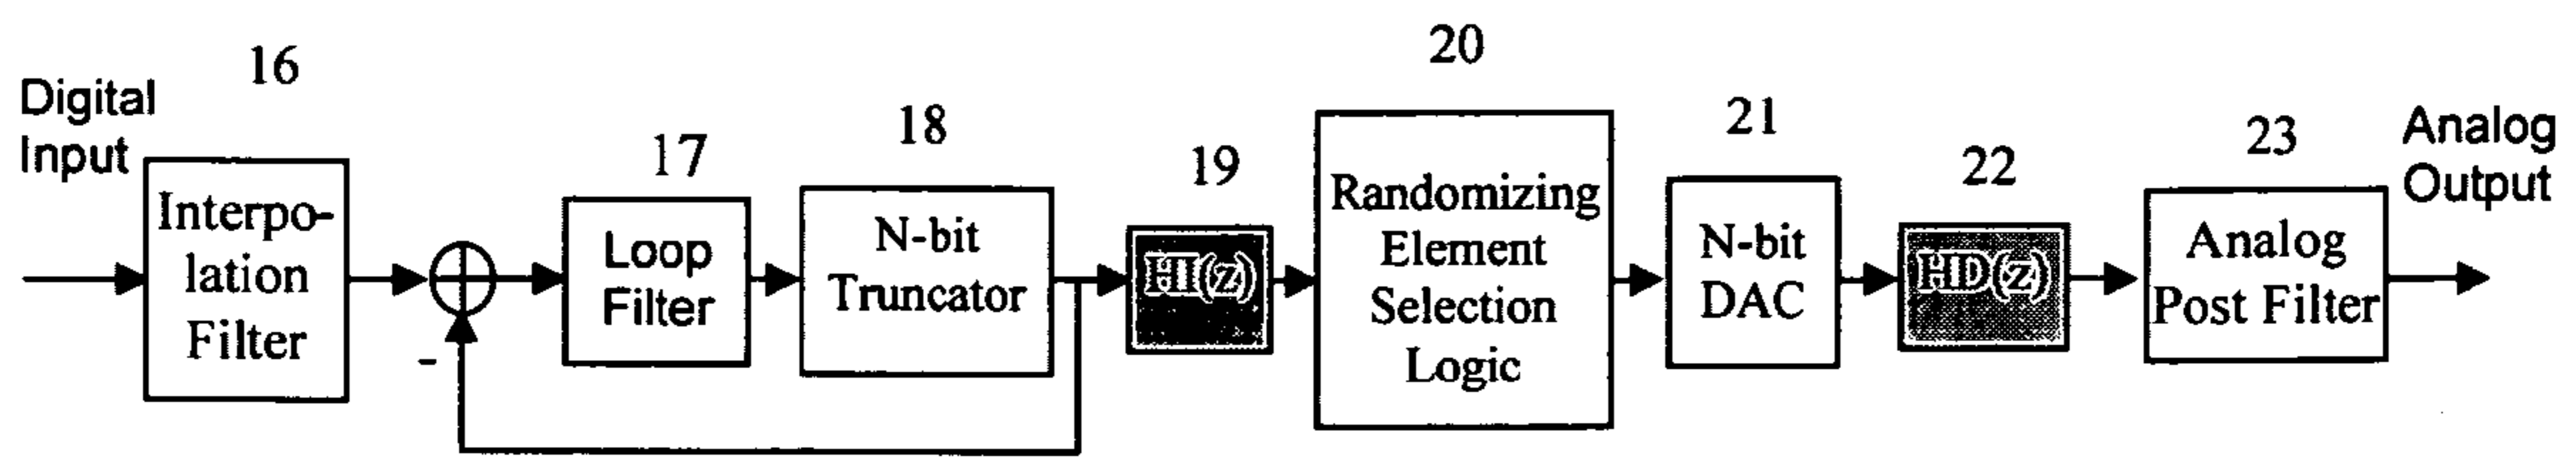 Digital
Input
16
Interpo-
lation
Filter
-
17
Loop
Filter
18
N-bit
Truncator
19
HI(z)
20
Randomizing
Element
Selection
Logic
21
N-bit
DAC
22
HD(z)
23
Analog
Post Filter
Analog
Output